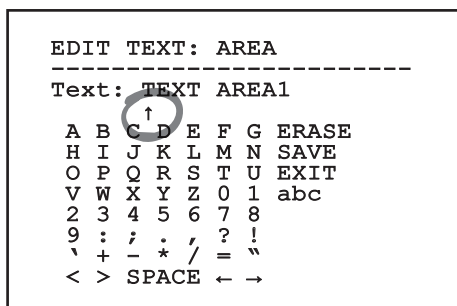 EDIT TEXT: AREA
------------------------
Text: TEXT AREA1
↑
A B C D E F G ERASE
H I J K L M N SAVE
O P Q R S T U EXIT
V W X Y Z 0 1 abc
2 3 4 5 6 7 8
9 : ; . , ? !
‵ + - * / = ‶
< > SPACE ← →